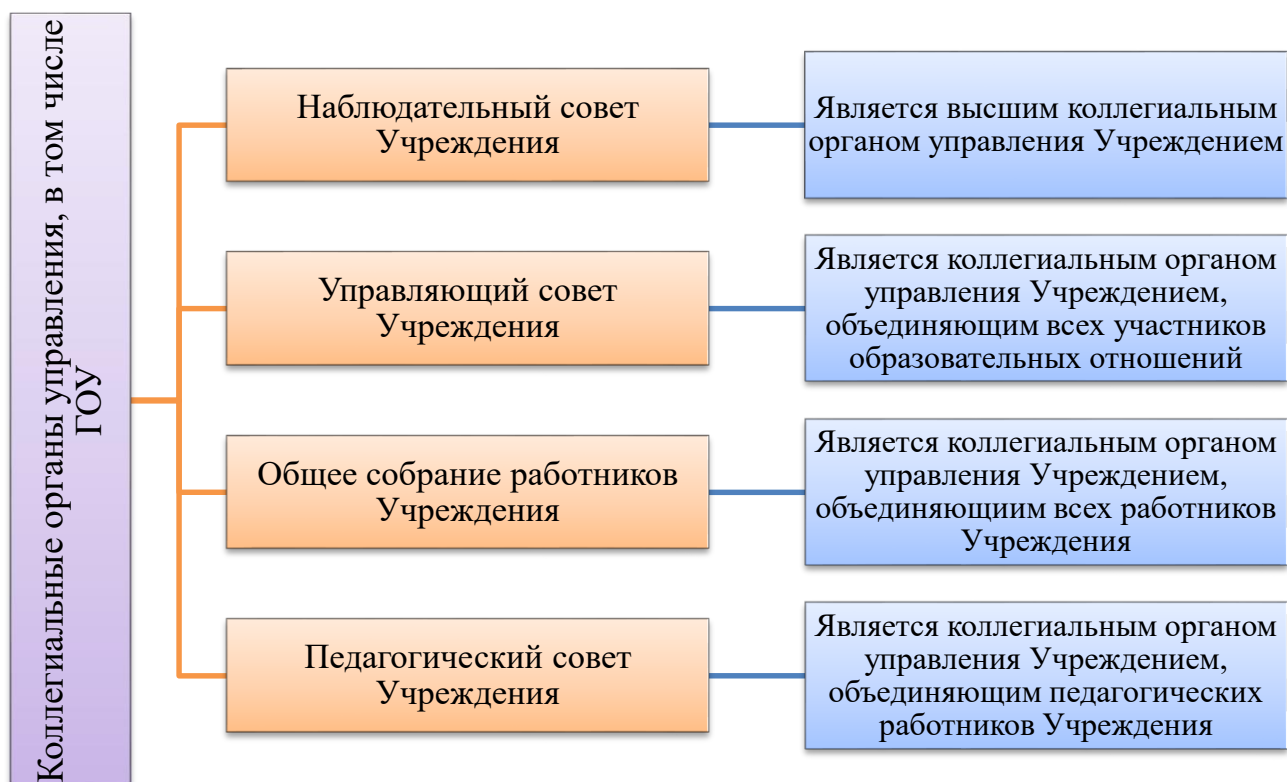 Коллегиальные органы управления, в том числе
ГОУ
Наблюдательный совет
Учреждения
Является высшим коллегиальным
органом управления Учреждением
Управляющий совет
Учреждения
Является коллегиальным органом
управления Учреждением,
объединяющим всех участников
образовательных отношений
Общее собрание работников
Учреждения
Является коллегиальным органом
управления Учреждением,
объединяющиим всех работников
Учреждения
Педагогический совет
Учреждения
Является коллегиальным органом
управления Учреждением,
объединяющим педагогических
работников Учреждения